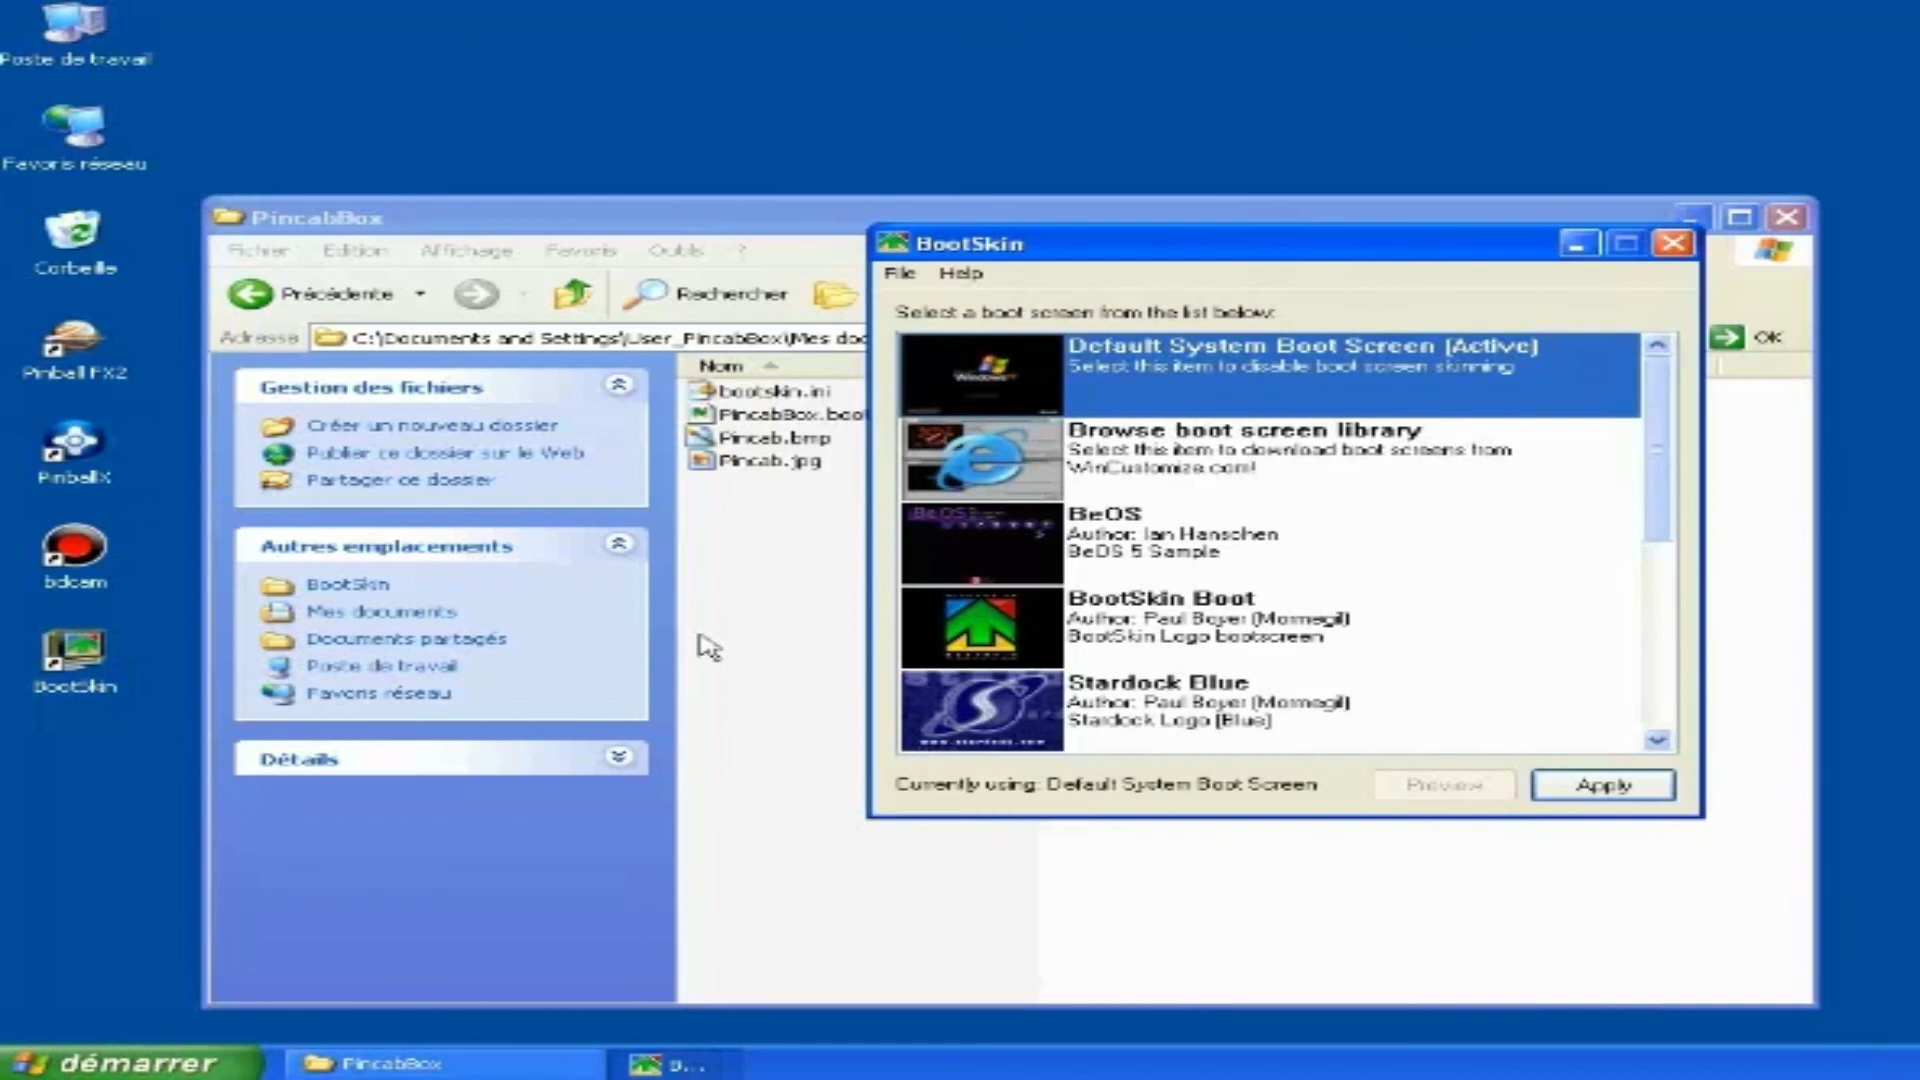 Poste de travail
Favoris réseau
Corbeille
Pinball FX2
PinballX
bdcam
BootSkin
PincabBox
Fichier Edition Affichage Favoris Outils ?
Précédente Rechercher
Adresse C:\Documents and Settings\User_PincabBox\Mes doc
OK
Gestion des fichiers
Créer un nouveau dossier
Publier ce dossier sur le Web
Partager ce dossier
Autres emplacements
BootSkin
Mes documents
Documents partagés
Poste de travail
Favoris réseau
Détails
Nom
bootskin.ini
PincabBox.boot
Pincab.bmp
Pincab.jpg
BootSkin
File Help
Select a boot screen from the list below:
Default System Boot Screen [Active]
Select this item to disable boot screen skinning
Browse boot screen library
Select this item to download boot screens from
WinCustomize.com!
BeOS
Author: Ian Hanschen
BeOS 5 Sample
BootSkin Boot
Author: Paul Boyer (Mormegil)
BootSkin Logo bootscreen
Stardock Blue
Author: Paul Boyer (Mormegil)
Stardock Logo [Blue]
Currently using: Default System Boot Screen
Preview Apply
démarrer PincabBox B...